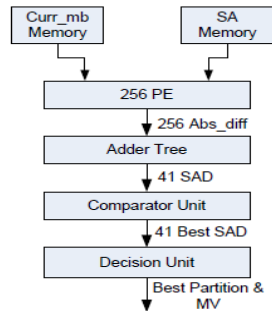 Curr_mb
Memory
SA
Memory
256 PE
256 Abs_diff
Adder Tree
41 SAD
Comparator Unit
41 Best SAD
Decision Unit
Best Partition &
MV